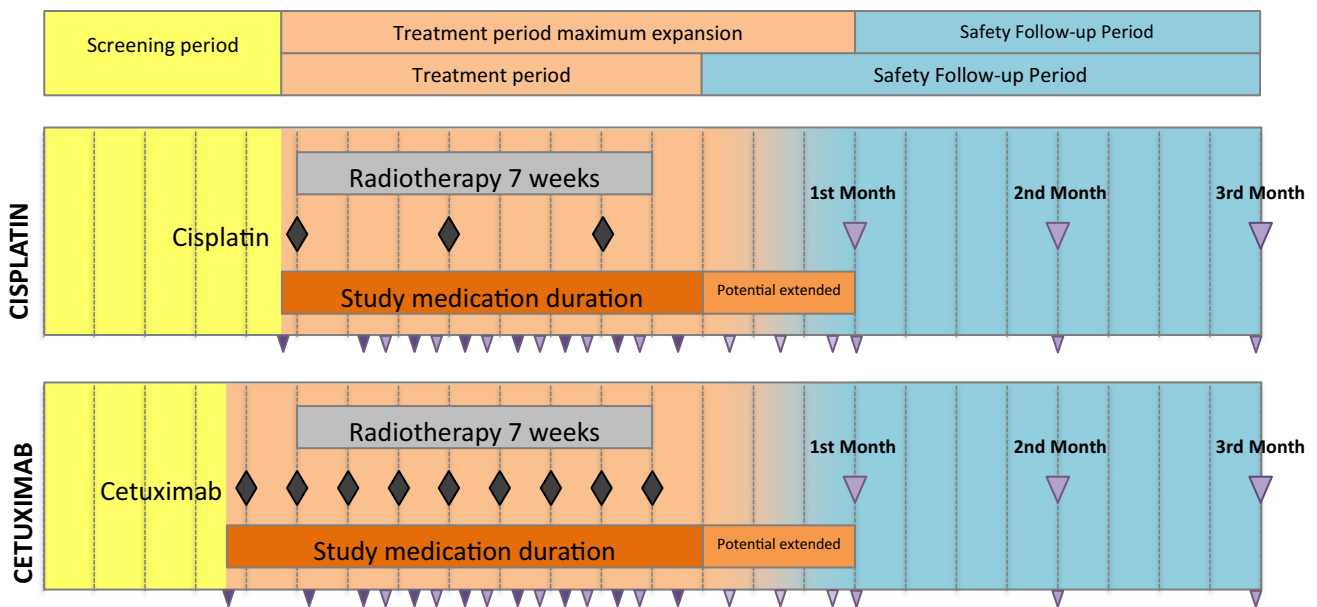 Screening period
Treatment period maximum expansion
Safety Follow-up Period
Treatment period
Safety Follow-up Period
CISPLATIN
Radiotherapy 7 weeks
1st Month
2nd Month
3rd Month
Cisplatin
Study medication duration
Potential extended
CETUXIMAB
Radiotherapy 7 weeks
1st Month
2nd Month
3rd Month
Cetuximab
Study medication duration
Potential extended